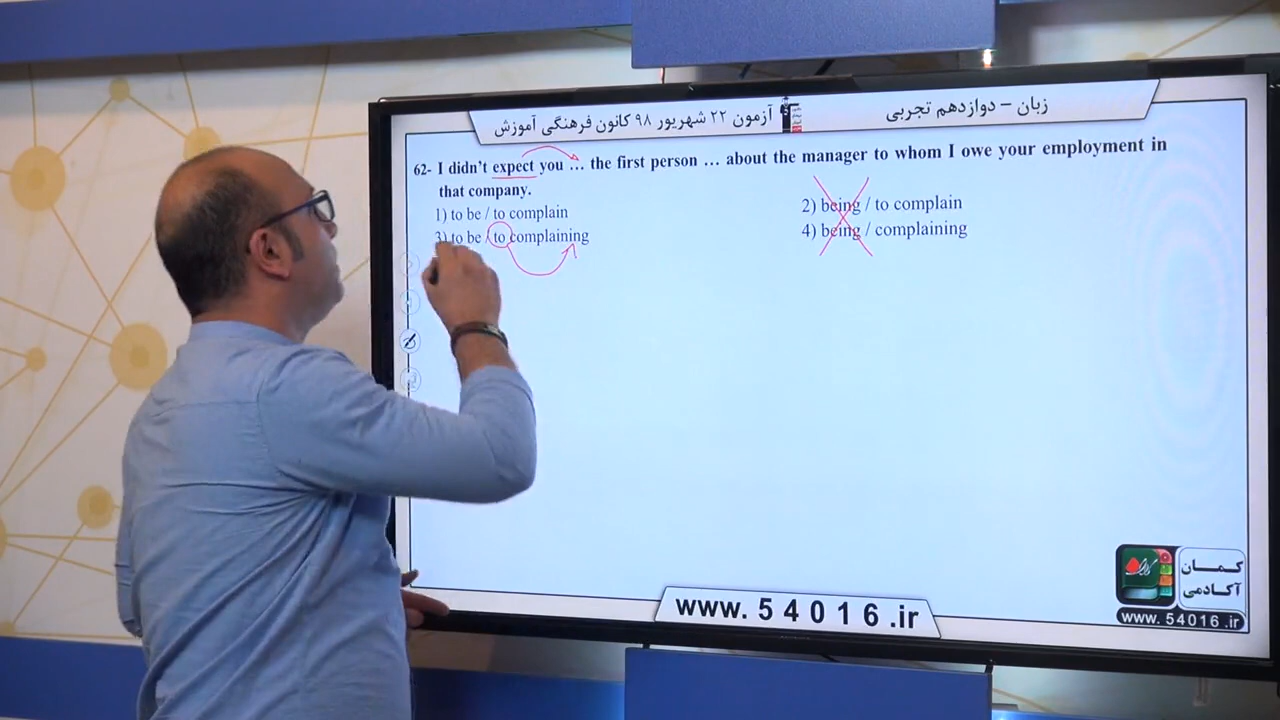 زبان - دوازدهم تجربی
آزمون ۲۲ شهریور ۹۸ کانون فرهنگی آموزش
62- I didn't expect you ... the first person ... about the manager to whom I owe your employment in
that company.
1) to be / to complain
2) being / to complain
3) to be / to complaining
4) being / complaining
کمان
آکادمی
www. 54016 .ir
www. 5 4 0 1 6 .ir